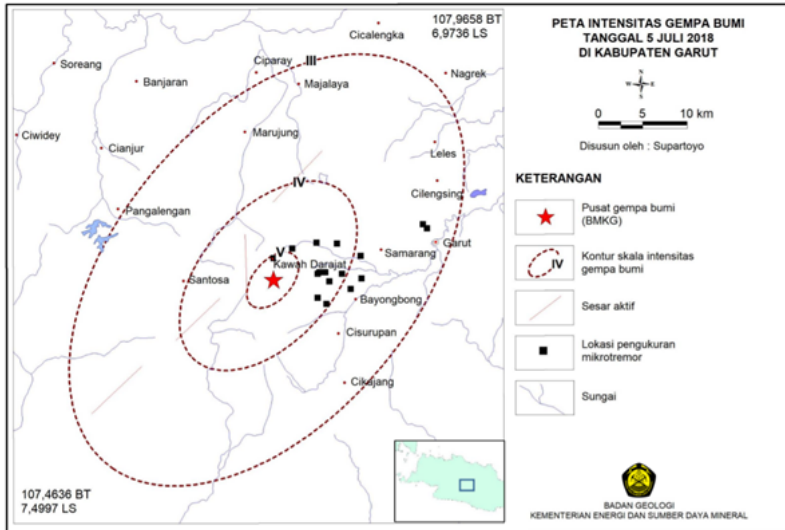 107,9658 BT
6,9736 LS
Cicalengka
Soreang
Ciparay
III
Banjaran
Majalaya
Nagrek
Ciwidey
Marujung
Cianjur
Leles
IV
Cilengsing
Pangalengan
Garut
V
Samarang
Kawah Darajat
Santosa
Bayongbong
Cisurupan
Cikajang
107,4636 BT
7,4997 LS
PETA INTENSITAS GEMPA BUMI
TANGGAL 5 JULI 2018
DI KABUPATEN GARUT
N
W E
S
0 5 10 km
Disusun oleh : Supartoyo
KETERANGAN
Pusat gempa bumi
(BMKG)
IV
Kontur skala intensitas
gempa bumi
Sesar aktif
Lokasi pengukuran
mikrotremor
Sungai
BADAN GEOLOGI
KEMENTERIAN ENERGI DAN SUMBER DAYA MINERAL